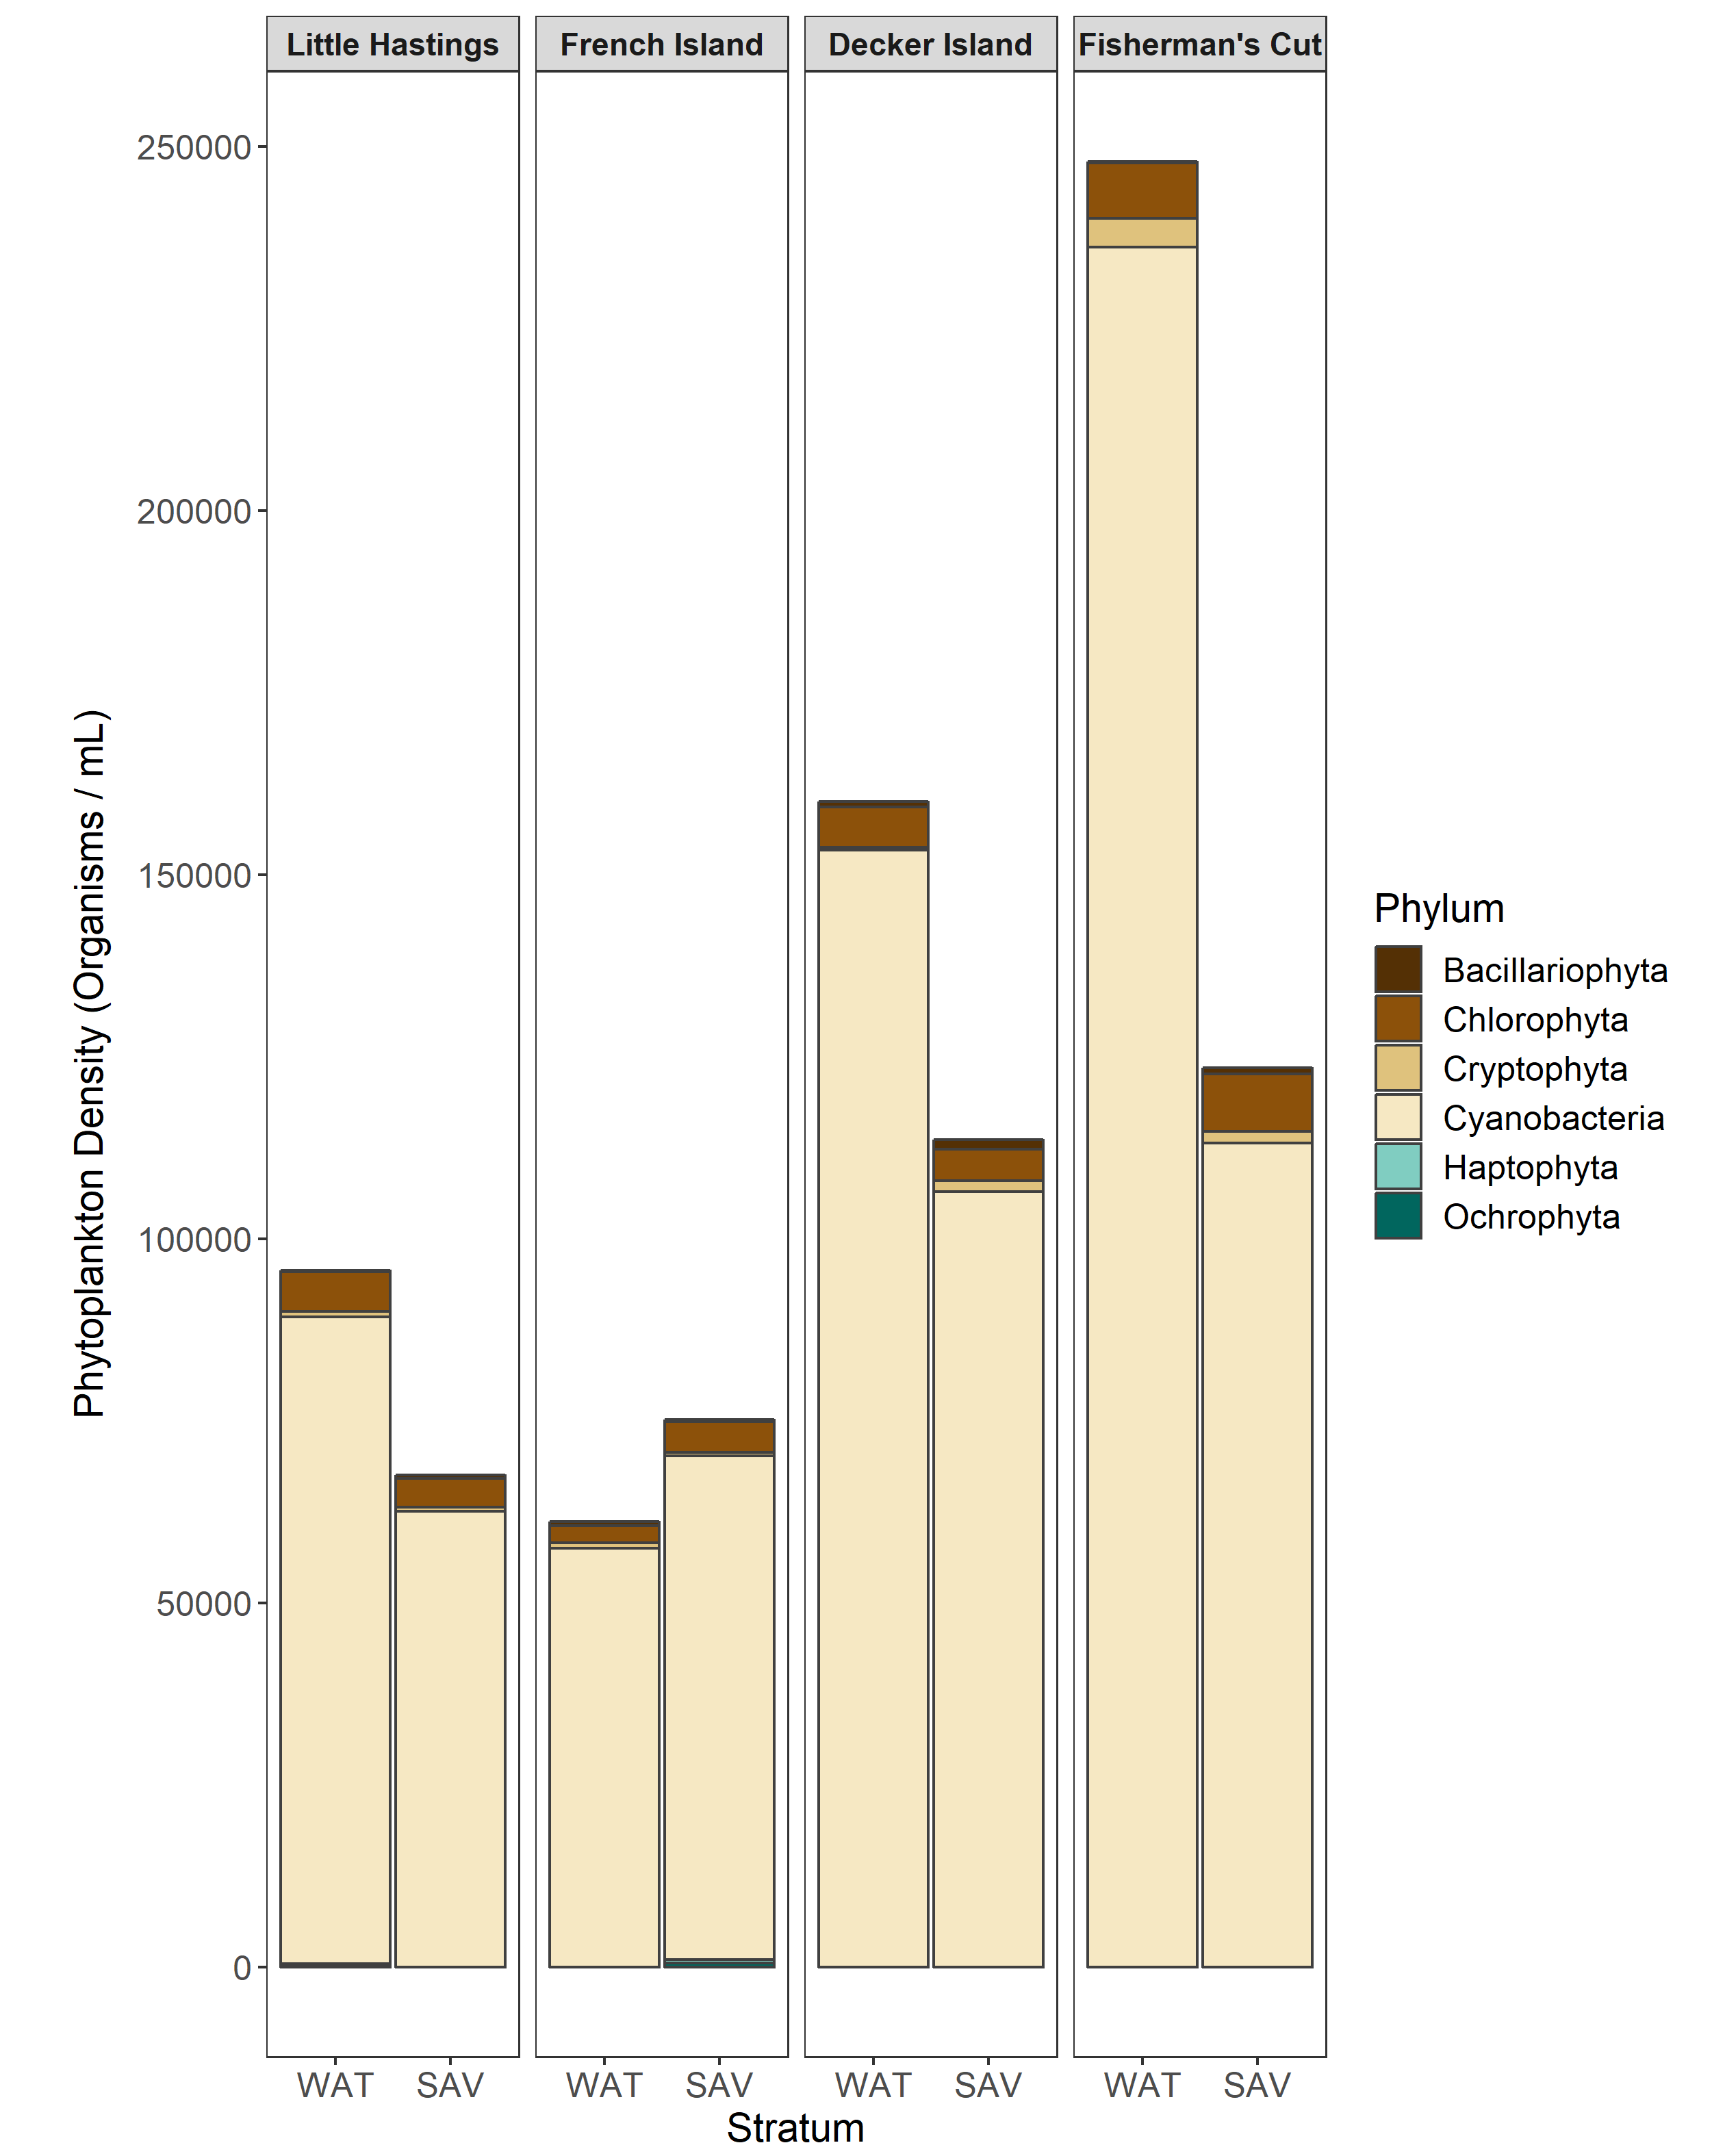 Little Hastings French Island Decker Island Fisherman's Cut
250000
200000
150000
100000
50000
0
Phytoplankton Density (Organisms / mL)
WAT SAV WAT SAV WAT SAV WAT SAV
Stratum
Phylum
Bacillariophyta
Chlorophyta
Cryptophyta
Cyanobacteria
Haptophyta
Ochrophyta